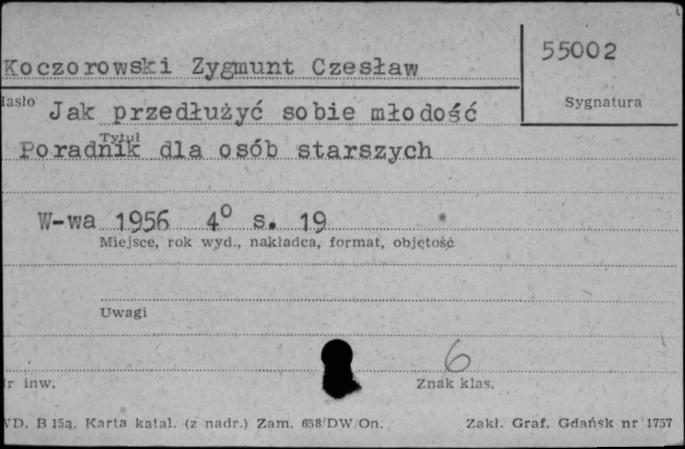 Koczorowski Zygmunt Czesław
55002
Sygnatura
Hasło
Jak przedłużyć sobie młodość
Tytuł
Poradnik dla osób starszych
W-wa 1956 4⁰ s. 19
Miejsce, rok wyd., nakładca, format, objętość
Uwagi
6
Nr inw.
Znak klas.
WD. B 15a. Karta katal. (z nadr.) Zam. 658/DW/On.
Zakł. Graf. Gdańsk nr 1757